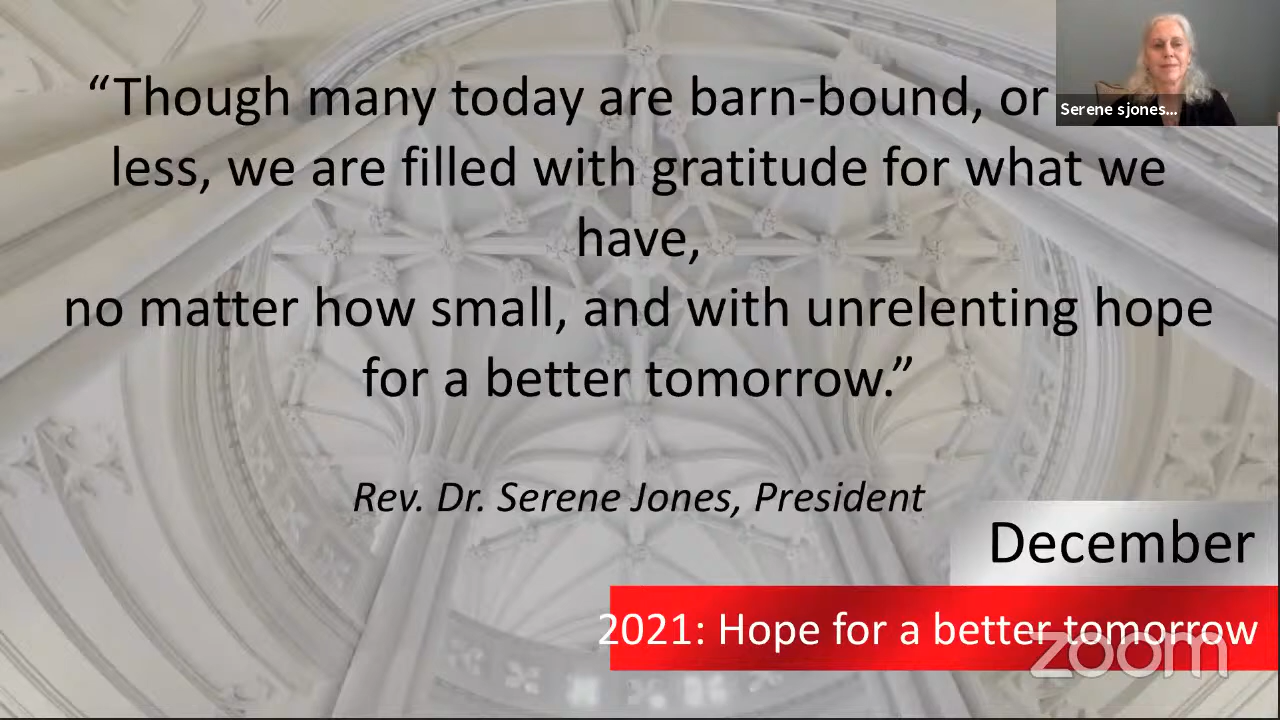 “Though many today are barn-bound, or
less, we are filled with gratitude for what we
have,
no matter how small, and with unrelenting hope
for a better tomorrow.”
Rev. Dr. Serene Jones, President
December
2021: Hope for a better tomorrow
zoom
Serene sjones...